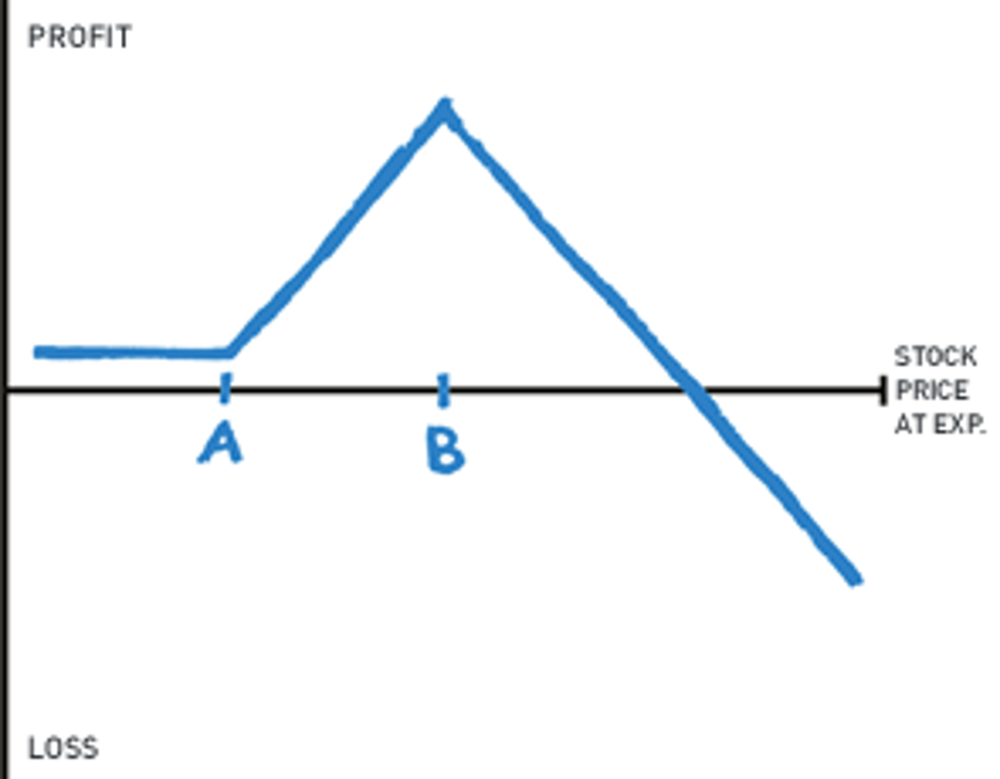 PROFIT
STOCK
PRICE
AT EXP.
A
B
LOSS